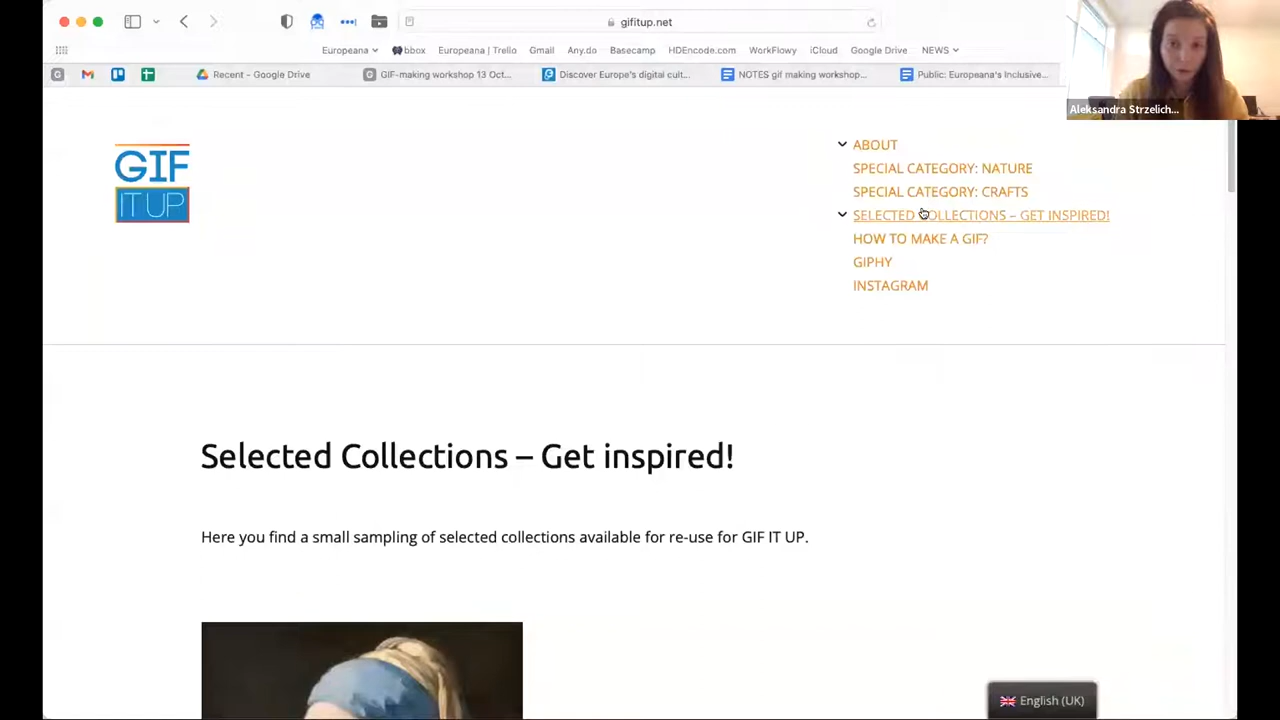 gifitup.net
Europeana
bbox
Europeana | Trello
Gmail
Any.do
Basecamp
HDEncode.com
WorkFlowy
iCloud
Google Drive
NEWS
Recent - Google Drive
GIF-making workshop 13 Oct...
Discover Europe's digital cult...
NOTES gif making workshop...
Public: Europeana's Inclusive...
Aleksandra Strzelich...
GIF
IT UP
ABOUT
SPECIAL CATEGORY: NATURE
SPECIAL CATEGORY: CRAFTS
SELECTED COLLECTIONS – GET INSPIRED!
HOW TO MAKE A GIF?
GIPHY
INSTAGRAM
Selected Collections – Get inspired!
Here you find a small sampling of selected collections available for re-use for GIF IT UP.
English (UK)